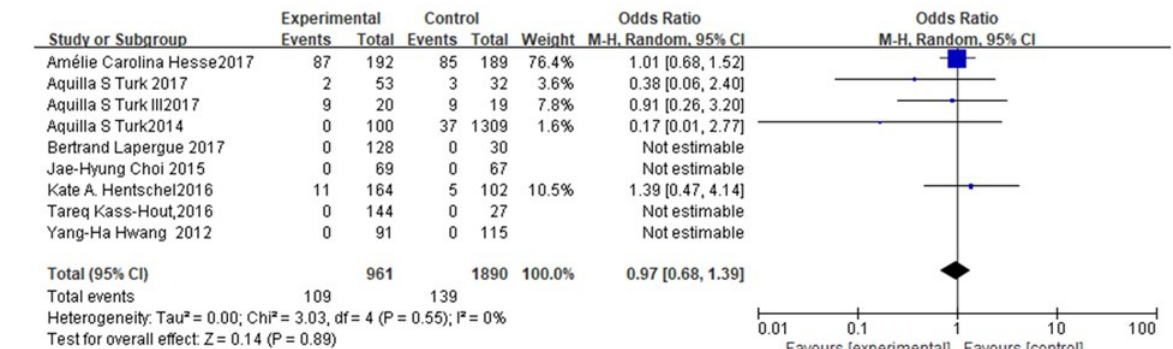 Experimental Control Odds Ratio Odds Ratio
Study or Subgroup Events Total Events Total Weight M-H, Random, 95% CI M-H, Random, 95% CI
Amélie Carolina Hesse2017 87 192 85 189 76.4% 1.01 [0.68, 1.52]
Aquilla S Turk 2017 2 53 3 32 3.6% 0.38 [0.06, 2.40]
Aquilla S Turk III2017 9 20 9 19 7.8% 0.91 [0.26, 3.20]
Aquilla S Turk2014 0 100 37 1309 1.6% 0.17 [0.01, 2.77]
Bertrand Lapergue 2017 0 128 0 30 Not estimable
Jae-Hyung Choi 2015 0 69 0 67 Not estimable
Kate A. Hentschel2016 11 164 5 102 10.5% 1.39 [0.47, 4.14]
Tareq Kass-Hout,2016 0 144 0 27 Not estimable
Yang-Ha Hwang 2012 0 91 0 115 Not estimable
Total (95% CI) 961 1890 100.0% 0.97 [0.68, 1.39]
Total events 109 139
Heterogeneity: Tau² = 0.00; Chi² = 3.03, df = 4 (P = 0.55); I² = 0%
Test for overall effect: Z = 0.14 (P = 0.89)
0.01 0.1 1 10 100
Favours [experimental] Favours [control]